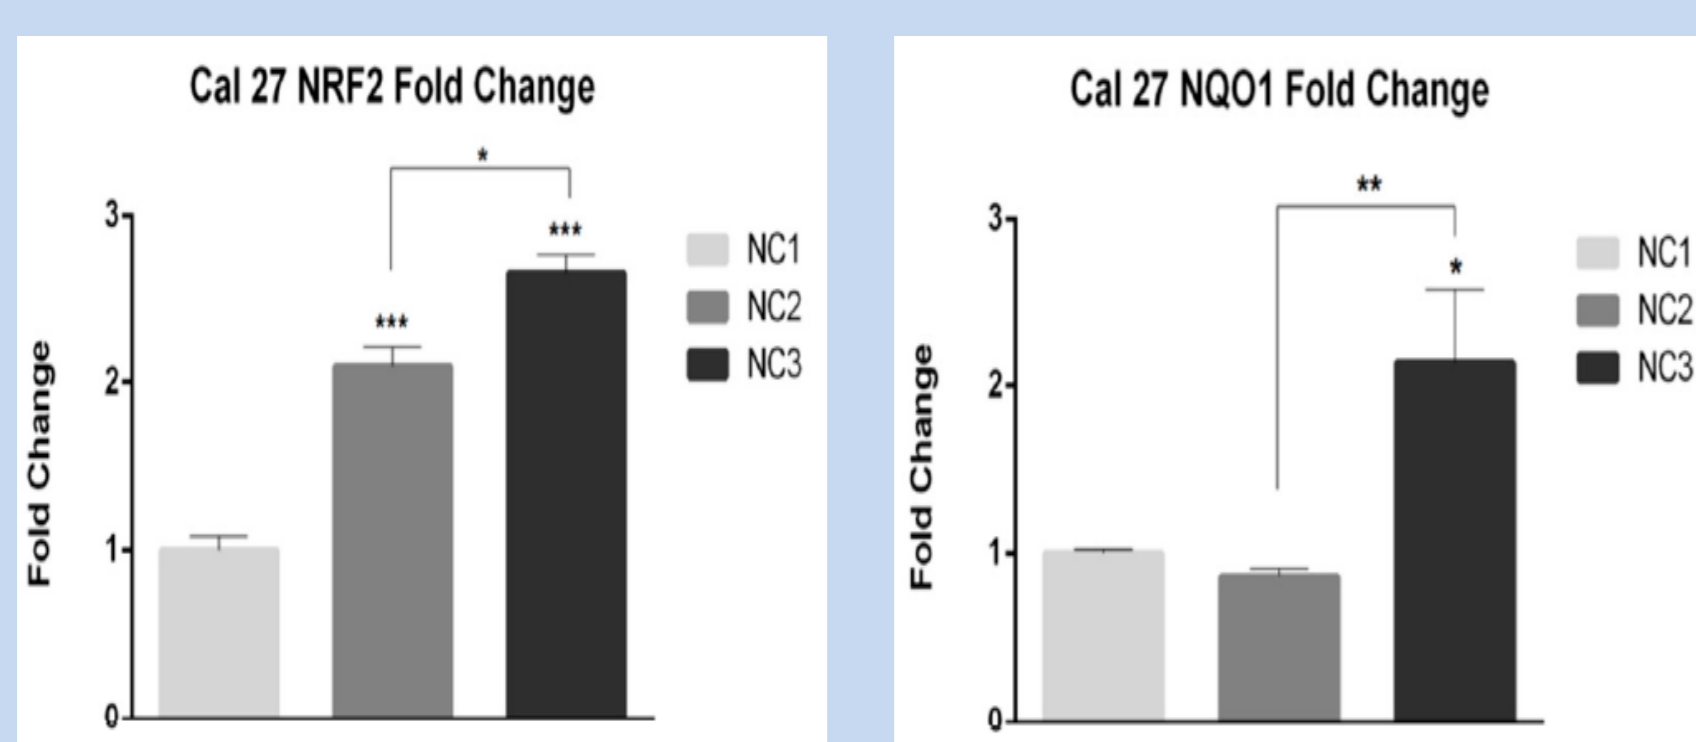 Cal 27 NRF2 Fold Change
*
3
***
***
2
1
0
Fold Change
NC1
NC2
NC3
Cal 27 NQO1 Fold Change
**
3
*
2
1
0
Fold Change
NC1
NC2
NC3